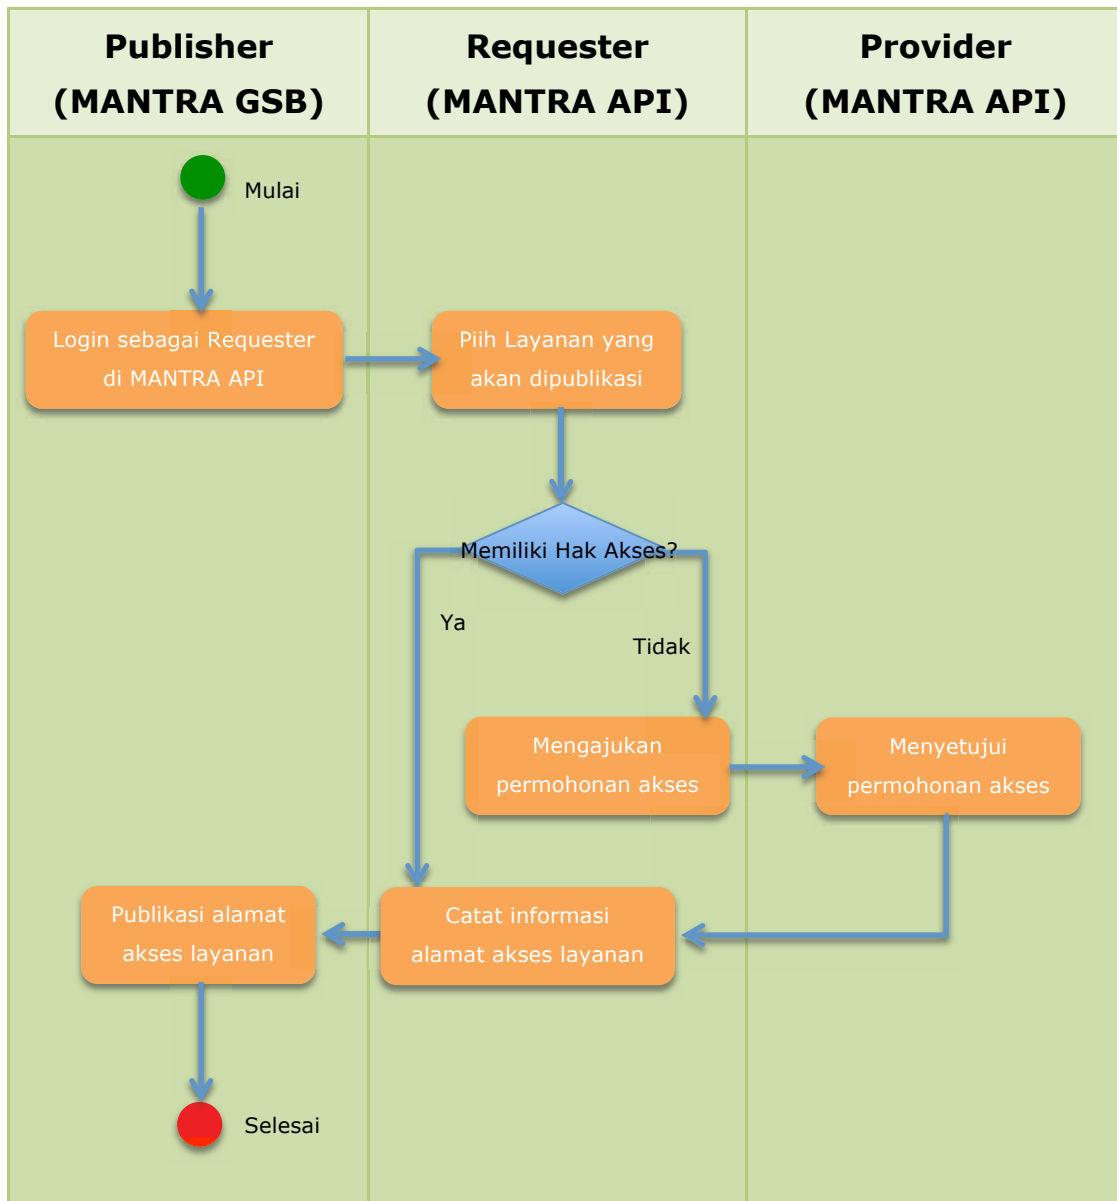 Publisher
(MANTRA GSB)
Requester
(MANTRA API)
Provider
(MANTRA API)
Mulai
Login sebagai Requester
di MANTRA API
Piih Layanan yang
akan dipublikasi
Memiliki Hak Akses?
Ya
Tidak
Mengajukan
permohonan akses
Menyetujui
permohonan akses
Publikasi alamat
akses layanan
Catat informasi
alamat akses layanan
Selesai